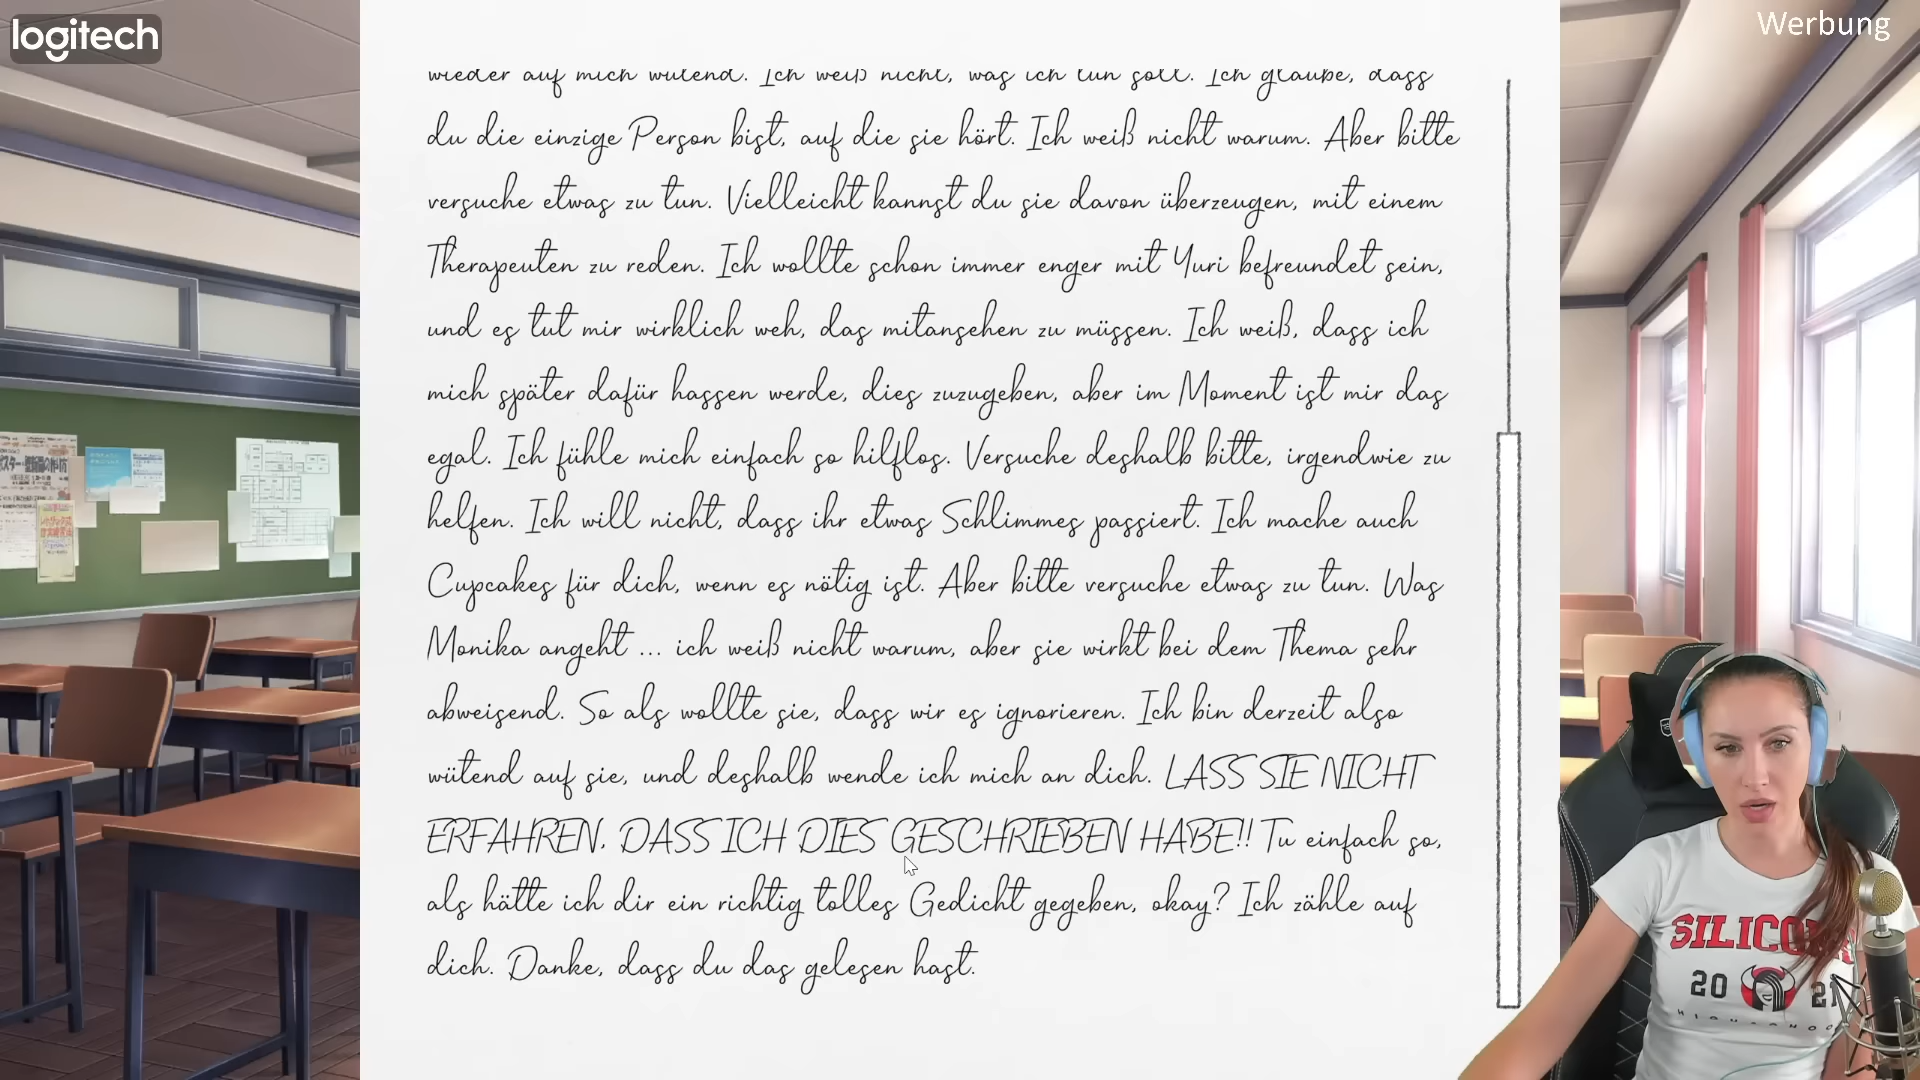 logitech
Werbung
wieder auf mich wütend. Ich weiß nicht, was ich tun soll. Ich glaube, dass
du die einzige Person bist, auf die sie hört. Ich weiß nicht warum. Aber bitte
versuche etwas zu tun. Vielleicht kannst du sie davon überzeugen, mit einem
Therapeuten zu reden. Ich wollte schon immer enger mit Yuri befreundet sein,
und es tut mir wirklich weh, das mitansehen zu müssen. Ich weiß, dass ich
mich später dafür hassen werde, dies zuzugeben, aber im Moment ist mir das
egal. Ich fühle mich einfach so hilflos. Versuche deshalb bitte, irgendwie zu
helfen. Ich will nicht, dass ihr etwas Schlimmes passiert. Ich mache auch
Cupcakes für dich, wenn es nötig ist. Aber bitte versuche etwas zu tun. Was
Monika angeht ... ich weiß nicht warum, aber sie wirkt bei dem Thema sehr
abweisend. So als wollte sie, dass wir es ignorieren. Ich bin derzeit also
wütend auf sie, und deshalb wende ich mich an dich. LASS SIE NICHT
ERFAHREN, DASS ICH DIES GESCHRIEBEN HABE!! Tu einfach so,
als hätte ich dir ein richtig tolles Gedicht gegeben, okay? Ich zähle auf
dich. Danke, dass du das gelesen hast.
20